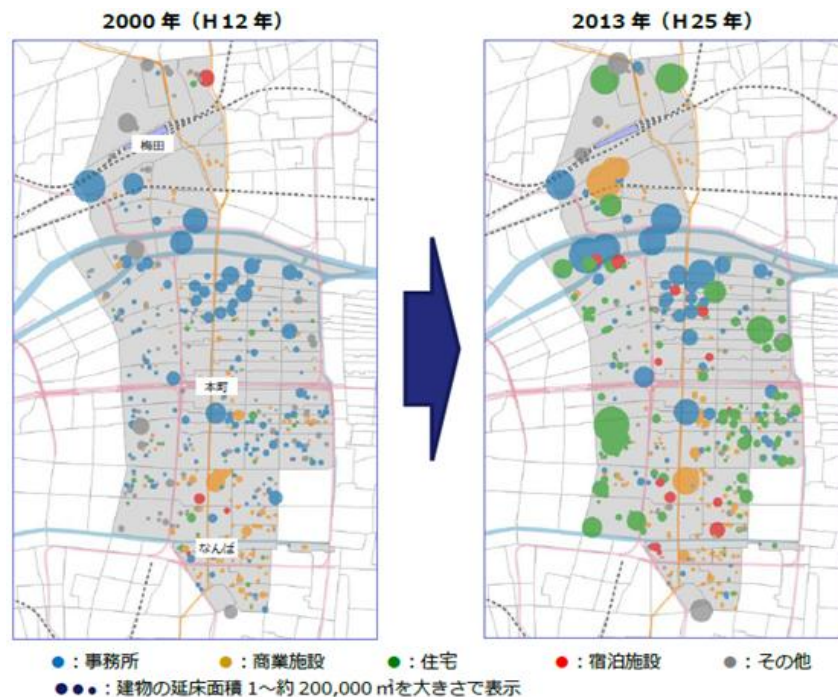 2000 年（H12 年）
2013 年（H25 年）
梅田
本町
なんば
●：事務所 ●：商業施設 ●：住宅 ●：宿泊施設 ●：その他
●●●：建物の延床面積 1～約 200,000 ㎡を大きさで表示